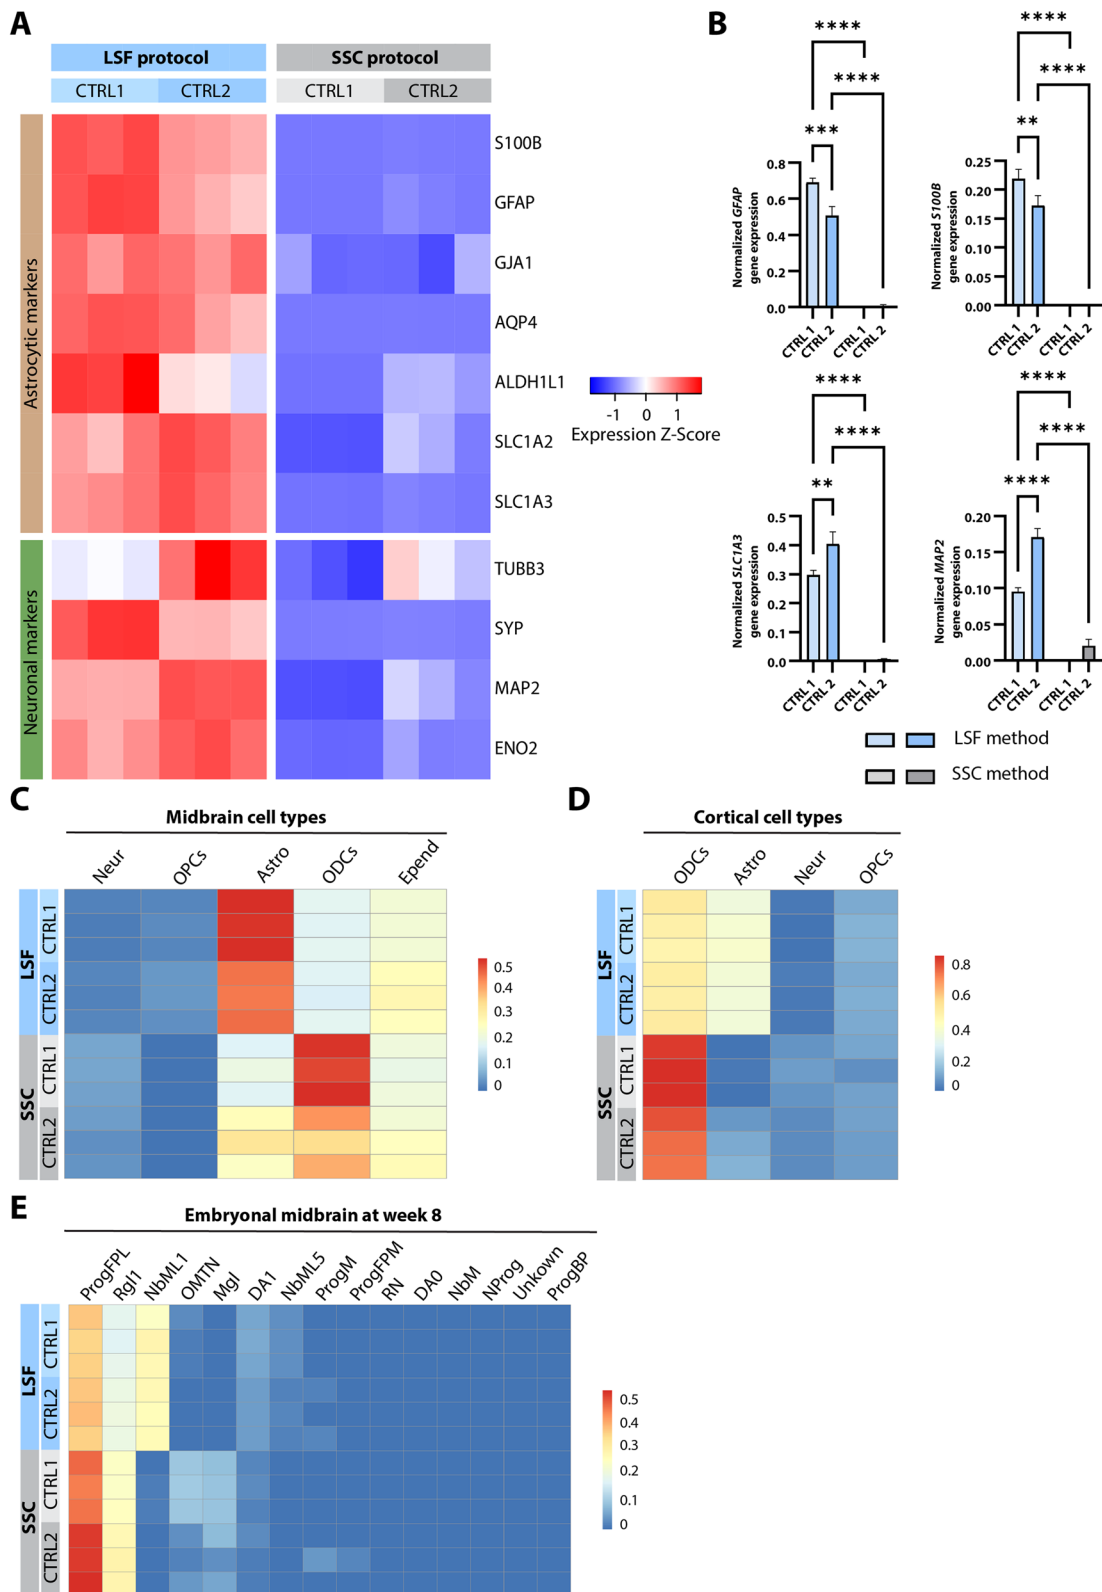 A
LSF protocol
SSC protocol
CTRL1
CTRL2
CTRL1
CTRL2
Astrocytic markers
S100B
GFAP
GJA1
AQP4
ALDH1L1
SLC1A2
SLC1A3
Neuronal markers
TUBB3
SYP
MAP2
ENO2
-1
0
1
Expression Z-Score
B
****
****
***
Normalized GFAP
gene expression
0.8
0.6
0.4
0.2
0.0
CTRL 1
CTRL 2
CTRL 1
CTRL 2
****
****
**
Normalized S100B
gene expression
0.25
0.20
0.15
0.10
0.05
0.00
CTRL 1
CTRL 2
CTRL 1
CTRL 2
****
****
**
Normalized SLC1A3
gene expression
0.5
0.4
0.3
0.2
0.1
0.0
CTRL 1
CTRL 2
CTRL 1
CTRL 2
****
****
****
Normalized MAP2
gene expression
0.20
0.15
0.10
0.05
0.00
CTRL 1
CTRL 2
CTRL 1
CTRL 2
LSF method
SSC method
C
Midbrain cell types
Neur
OPCs
Astro
ODCs
Epend
LSF
CTRL1
CTRL2
SSC
CTRL1
CTRL2
0.5
0.4
0.3
0.2
0.1
0
D
Cortical cell types
ODCs
Astro
Neur
OPCs
LSF
CTRL1
CTRL2
SSC
CTRL1
CTRL2
0.8
0.6
0.4
0.2
0
E
Embryonal midbrain at week 8
ProgFPL
Rgl1
NbML1
OMTN
Mgl
DA1
NbML5
ProgM
ProgFPM
RN
DA0
NbM
NProg
Unkown
ProgBP
LSF
CTRL1
CTRL2
SSC
CTRL1
CTRL2
0.5
0.4
0.3
0.2
0.1
0